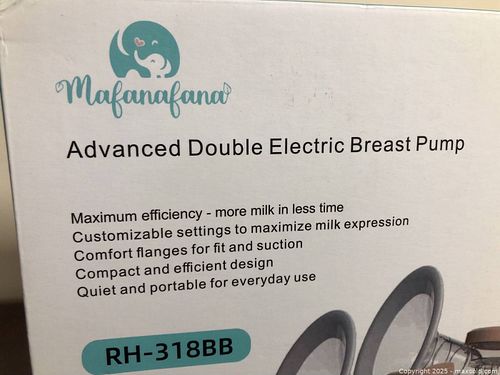 Mafanafana
Advanced Double Electric Breast Pump
Maximum efficiency - more milk in less time
Customizable settings to maximize milk expression
Comfort flanges for fit and suction
Compact and efficient design
Quiet and portable for everyday use
RH-318BB
Copyright 2025 - maxsold.com